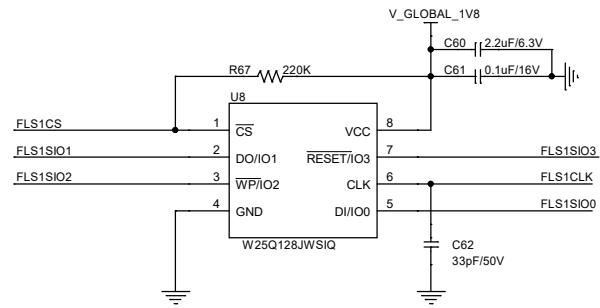 V_GLOBAL_1V8
C60 2.2uF/6.3V
R67 220K C61 0.1uF/16V
U8
FLS1CS 1 CS VCC 8
FLS1SIO1 2 DO/IO1 RESET/IO3 7 FLS1SIO3
FLS1SIO2 3 WP/IO2 CLK 6 FLS1CLK
4 GND DI/IO0 5 FLS1SIO0
W25Q128JWSIQ C62
33pF/50V